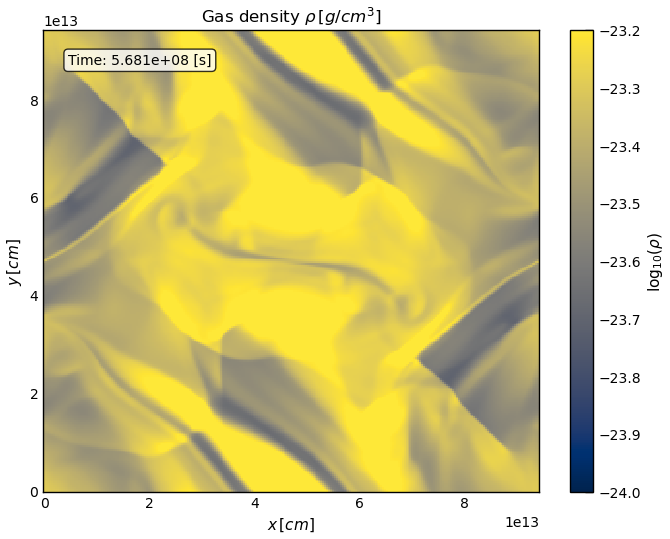 Gas density ρ [g/cm³]
1e13
Time: 5.681e+08 [s]
8
6
4
2
0
y [cm]
0
2
4
6
8
x [cm]
1e13
−23.2
−23.3
−23.4
−23.5
−23.6
−23.7
−23.8
−23.9
−24.0
log₁₀(ρ)